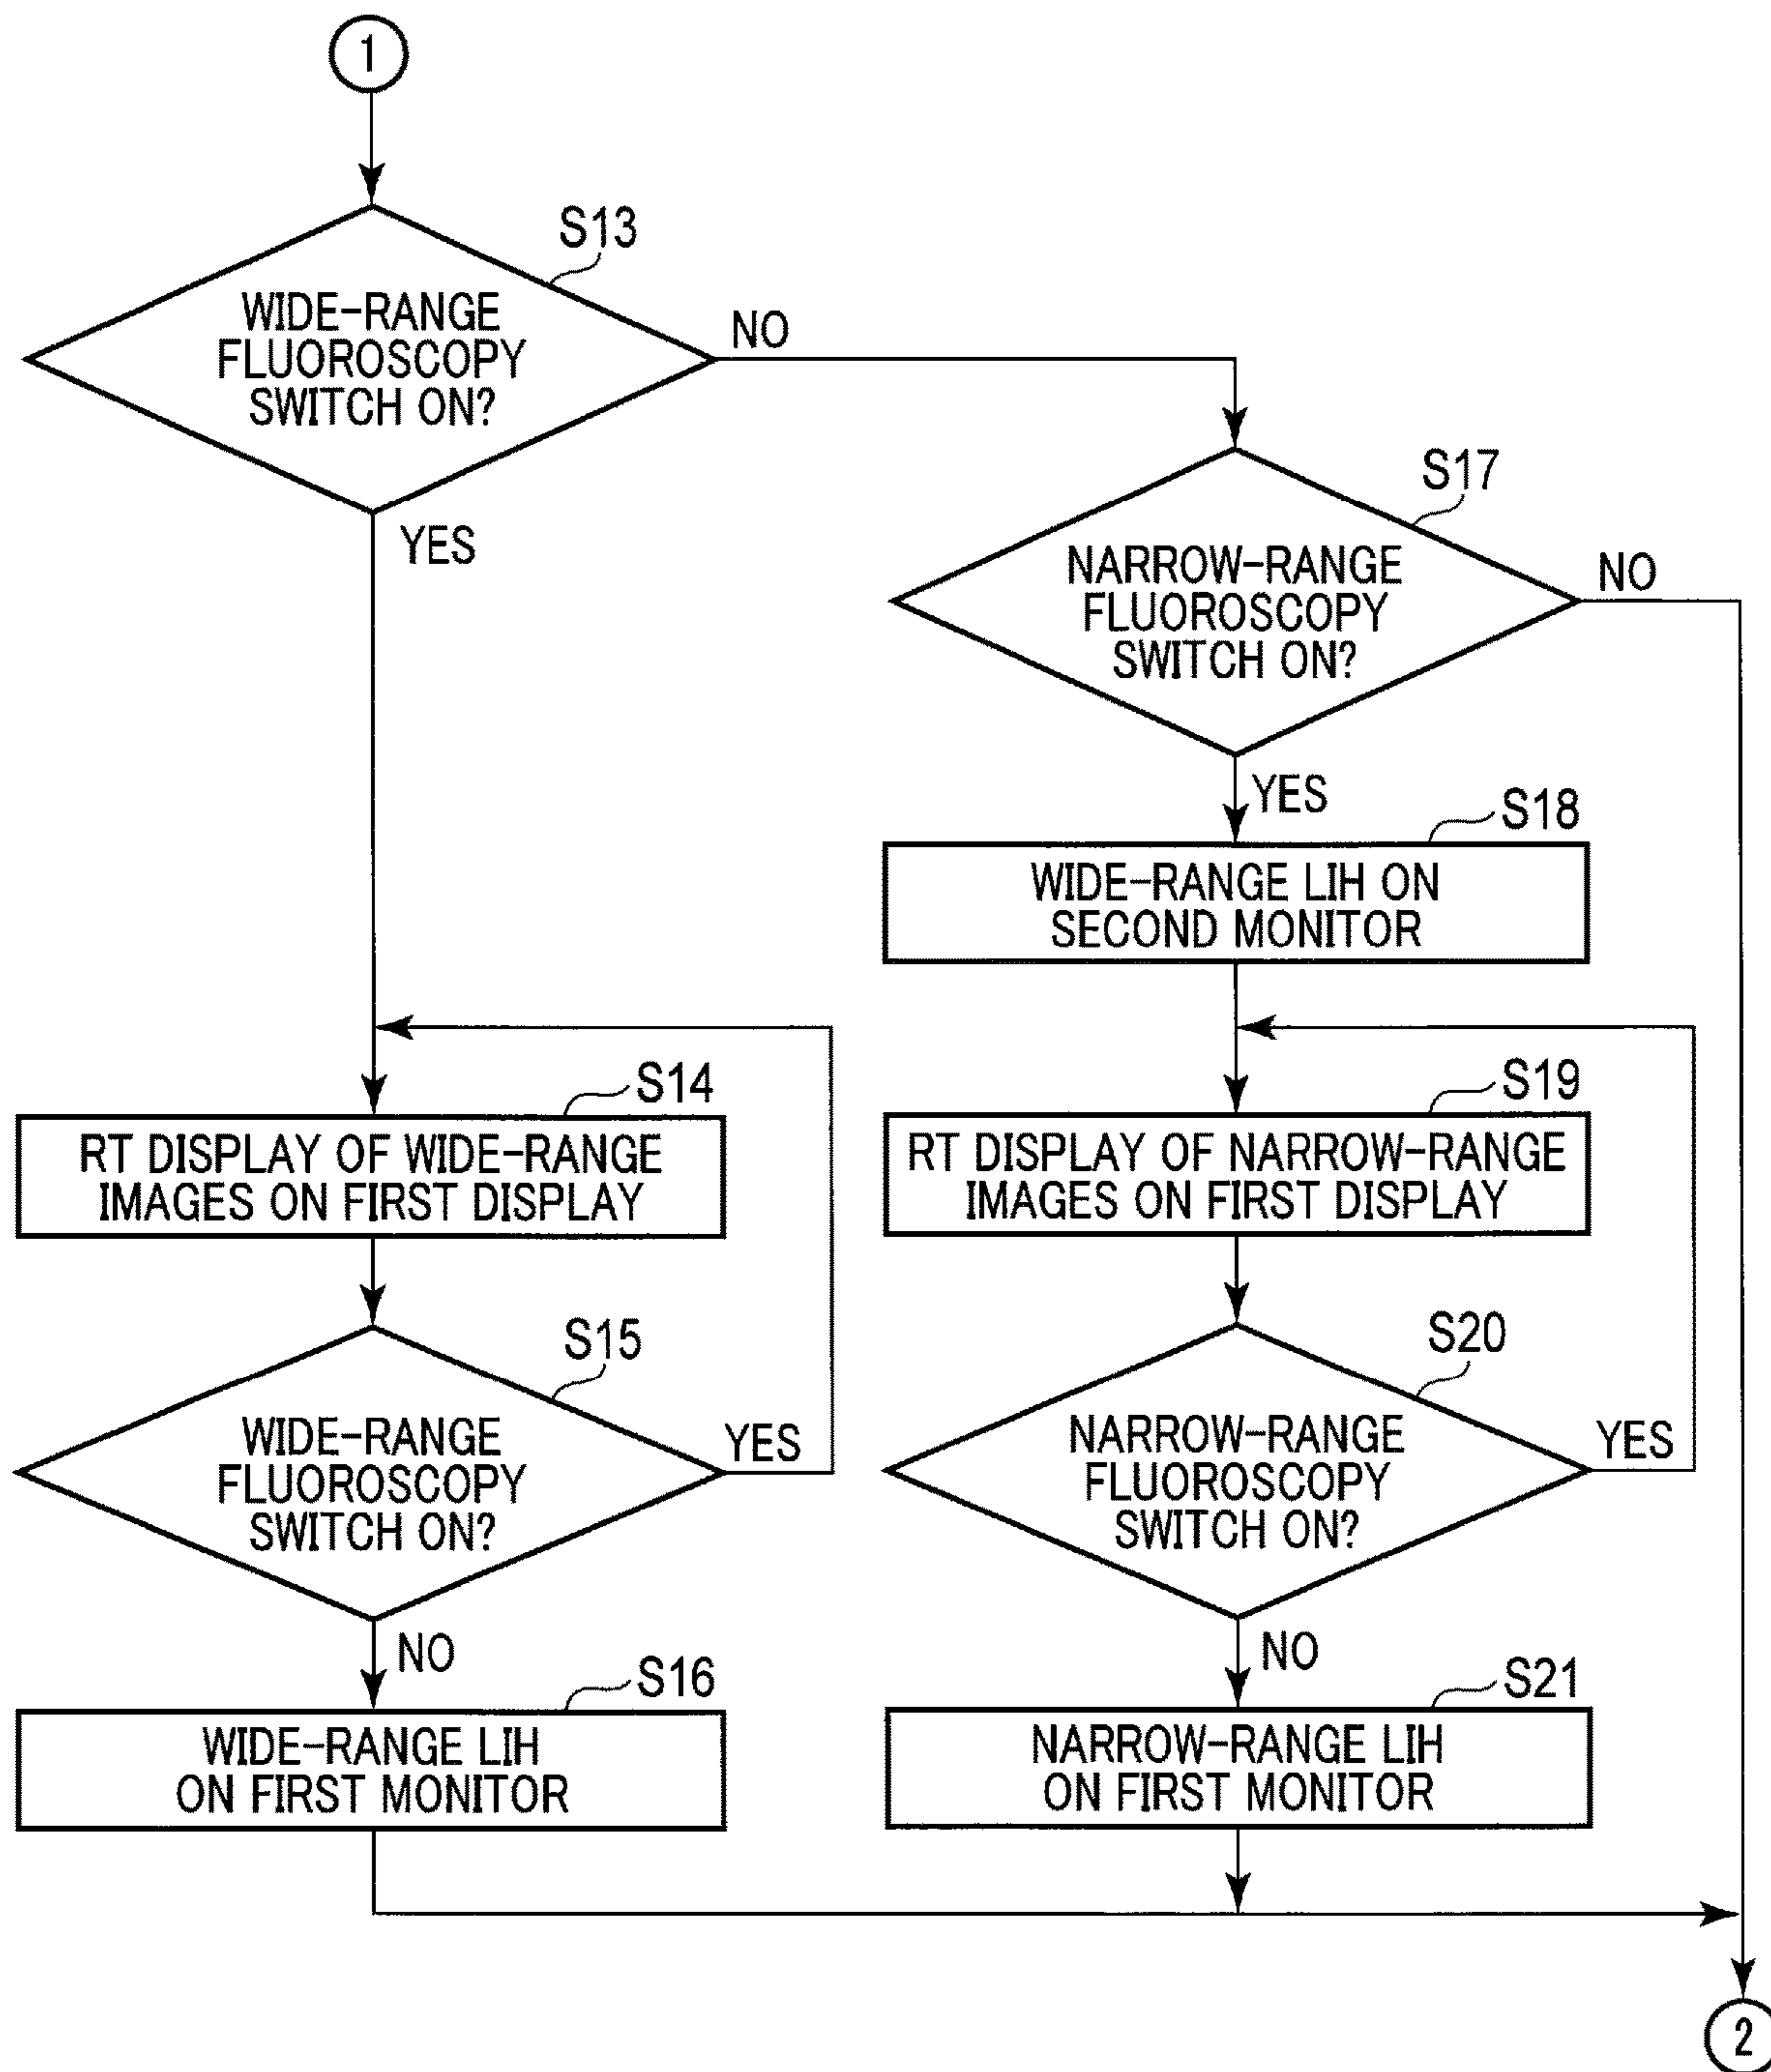 1
S13
WIDE-RANGE
FLUOROSCOPY
SWITCH ON?
NO
YES
S17
NARROW-RANGE
FLUOROSCOPY
SWITCH ON?
NO
YES
S18
WIDE-RANGE LIH ON
SECOND MONITOR
S14
RT DISPLAY OF WIDE-RANGE
IMAGES ON FIRST DISPLAY
S19
RT DISPLAY OF NARROW-RANGE
IMAGES ON FIRST DISPLAY
S15
WIDE-RANGE
FLUOROSCOPY
SWITCH ON?
YES
NO
S20
NARROW-RANGE
FLUOROSCOPY
SWITCH ON?
YES
NO
S16
WIDE-RANGE LIH
ON FIRST MONITOR
S21
NARROW-RANGE LIH
ON FIRST MONITOR
2